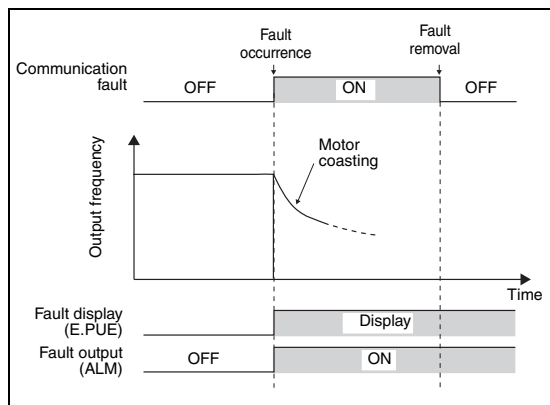 Fault
occurrence
Fault
removal
Communication
fault
OFF
ON
OFF
Output frequency
Motor
coasting
Time
Fault display
(E.PUE)
Display
Fault output
(ALM)
OFF
ON